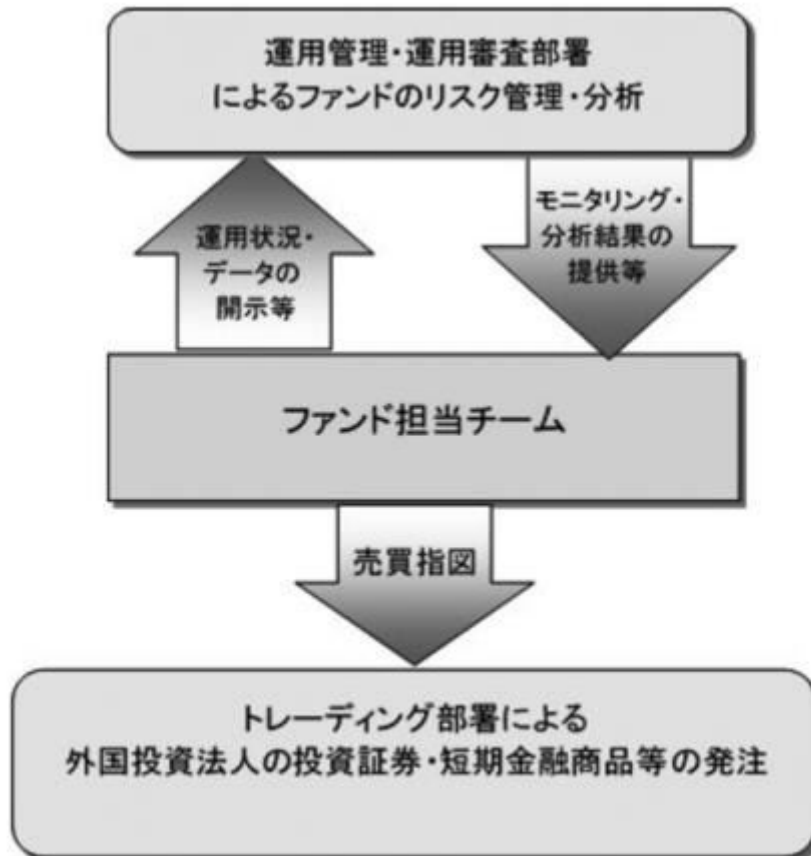 運用管理・運用審査部署
によるファンドのリスク管理・分析
運用状況・
データの
開示等
モニタリング・
分析結果の
提供等
ファンド担当チーム
売買指図
トレーディング部署による
外国投資法人の投資証券・短期金融商品等の発注